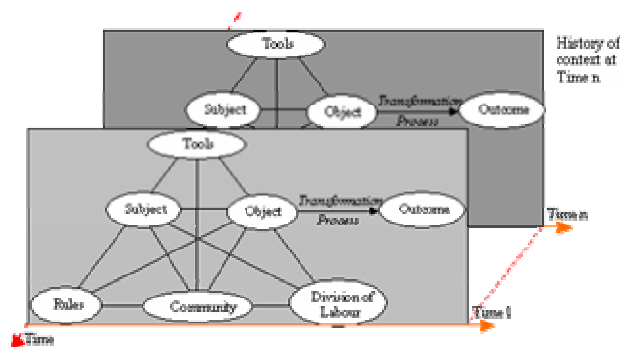 Tools
History of
context at
Time n
Subject
Object
Transformation
Process
Outcome
Tools
Subject
Object
Transformation
Process
Outcome
Time n
Rules
Community
Division of
Labour
Time 1
Time